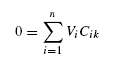 $0 = \sum_{i=1}^{n} V_i C_{ik}$